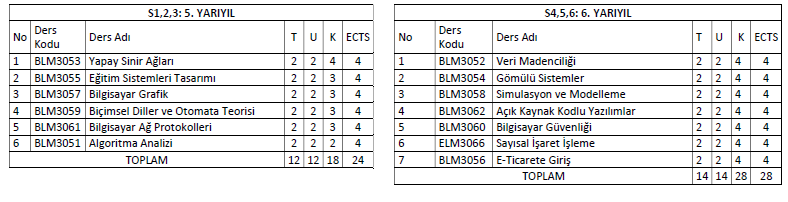 S1,2,3: 5. YARIYIL
No Ders Kodu Ders Adı T U K ECTS
1 BLM3053 Yapay Sinir Ağları 2 2 4 4
2 BLM3055 Eğitim Sistemleri Tasarımı 2 2 3 4
3 BLM3057 Bilgisayar Grafik 2 2 3 4
4 BLM3059 Biçimsel Diller ve Otomata Teorisi 2 2 3 4
5 BLM3061 Bilgisayar Ağ Protokolleri 2 2 3 4
6 BLM3051 Algoritma Analizi 2 2 2 4
TOPLAM 12 12 18 24
S4,5,6: 6. YARIYIL
No Ders Kodu Ders Adı T U K ECTS
1 BLM3052 Veri Madenciliği 2 2 4 4
2 BLM3054 Gömülü Sistemler 2 2 4 4
3 BLM3058 Simulasyon ve Modelleme 2 2 4 4
4 BLM3062 Açık Kaynak Kodlu Yazılımlar 2 2 4 4
5 BLM3060 Bilgisayar Güvenliği 2 2 4 4
6 ELM3066 Sayısal İşaret İşleme 2 2 4 4
7 BLM3056 E-Ticarete Giriş 2 2 4 4
TOPLAM 14 14 28 28